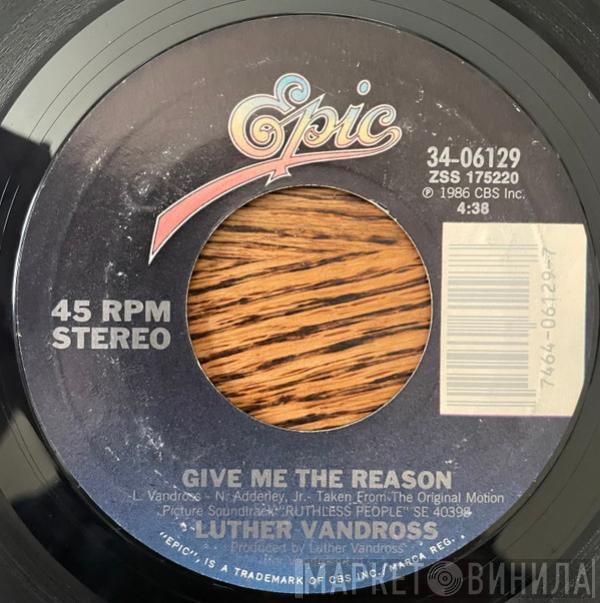 Epic
34-06129
ZSS 175220
℗ 1986 CBS Inc.
4:38
45 RPM
STEREO
7464-06129-7
GIVE ME THE REASON
-L. Vandross - N. Adderley, Jr.- Taken From The Original Motion
Picture Soundtrack "RUTHLESS PEOPLE" SE 40398
LUTHER VANDROSS
Produced by Luther Vandross
"EPIC", IS A TRADEMARK OF CBS INC./MARCA REG.
МАРКЕТ ВИНИЛА